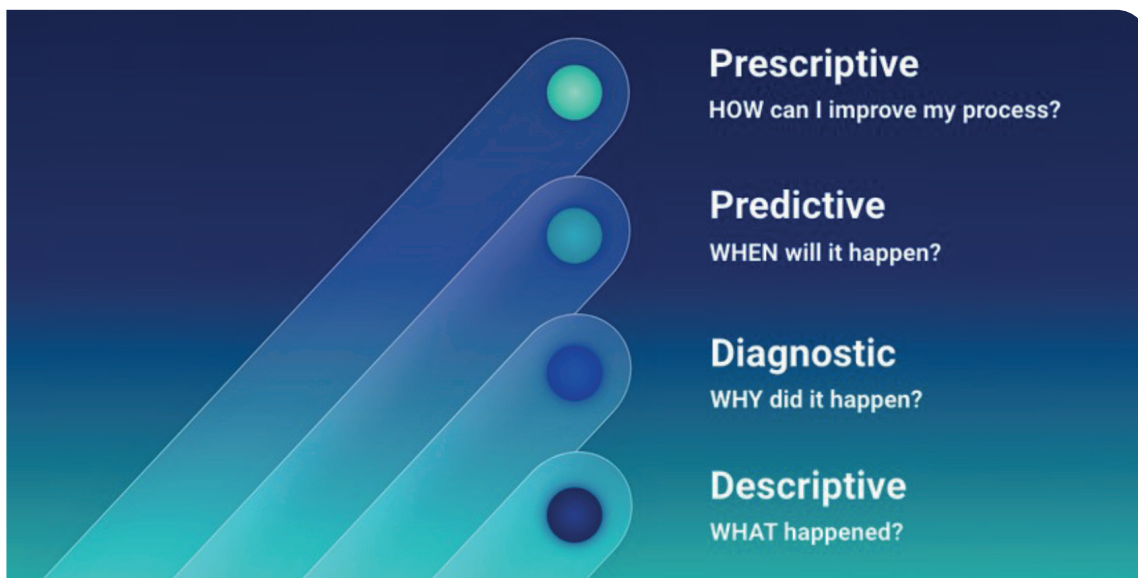 Prescriptive
HOW can I improve my process?
Predictive
WHEN will it happen?
Diagnostic
WHY did it happen?
Descriptive
WHAT happened?